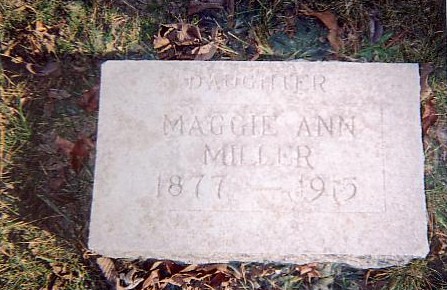 DAUGHTER
MAGGIE ANN
MILLER
1877 — 1915